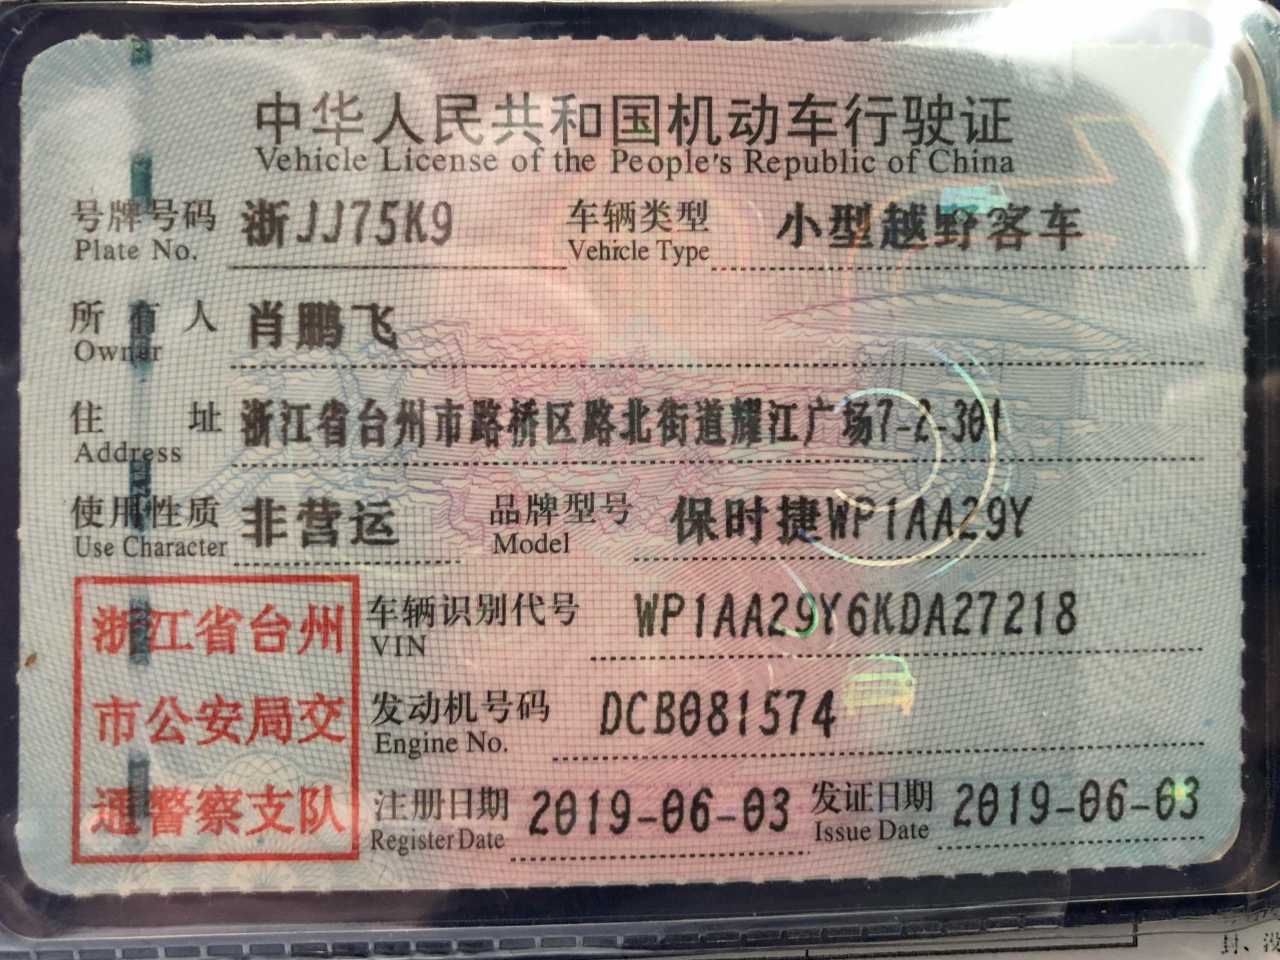 中华人民共和国机动车行驶证
Vehicle License of the People's Republic of China
号牌号码 浙JJ75K9 车辆类型 小型越野客车
Plate No. Vehicle Type
所有人 肖鹏飞
Owner
住址 浙江省台州市路桥区路北街道耀江广场7-2-301
Address
使用性质 非营运 品牌型号 保时捷WP1AA29Y
Use Character Model
浙江省台州
市公安局交
通警察支队
车辆识别代号 WP1AA29Y6KDA27218
VIN
发动机号码 DCB081574
Engine No.
注册日期 2019-06-03 发证日期 2019-06-03
Register Date Issue Date
封、没